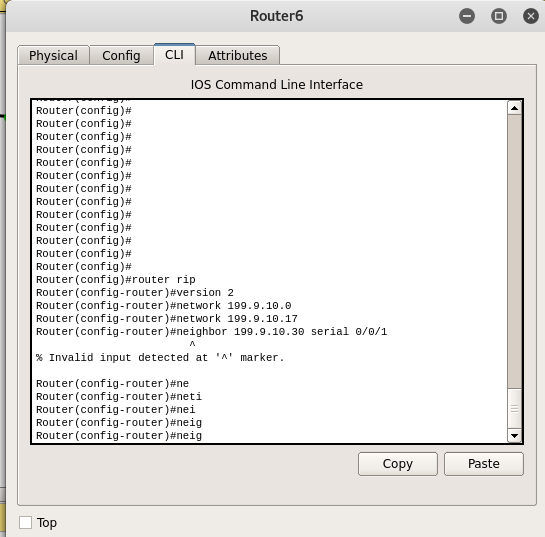 Router6
Physical Config CLI Attributes
IOS Command Line Interface
Router(config)#
Router(config)#
Router(config)#
Router(config)#
Router(config)#
Router(config)#
Router(config)#
Router(config)#
Router(config)#
Router(config)#
Router(config)#
Router(config)#
Router(config)#
Router(config)#
Router(config)#router rip
Router(config-router)#version 2
Router(config-router)#network 199.9.10.0
Router(config-router)#network 199.9.10.17
Router(config-router)#neighbor 199.9.10.30 serial 0/0/1
^
% Invalid input detected at '^' marker.
Router(config-router)#ne
Router(config-router)#neti
Router(config-router)#nei
Router(config-router)#neig
Router(config-router)#neig
Copy Paste
Top